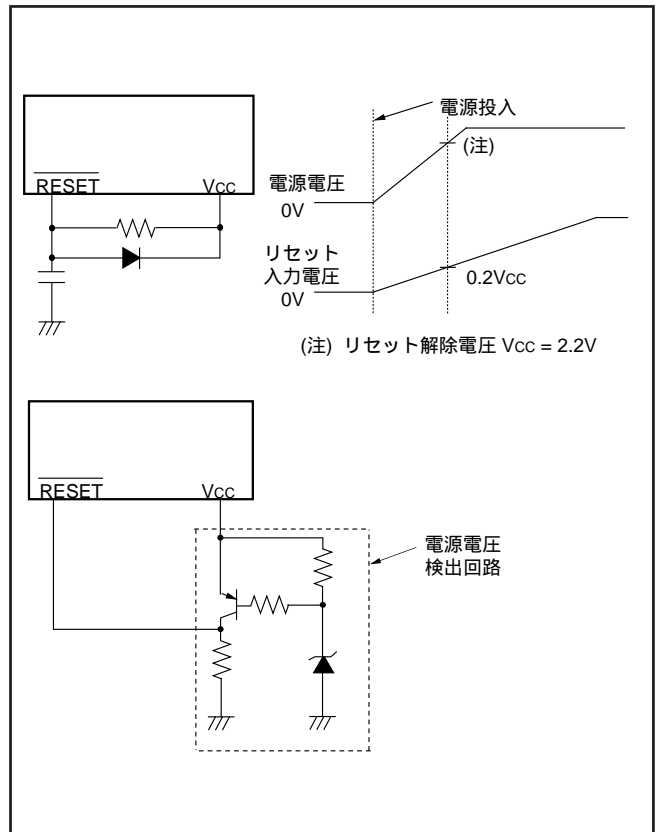 電源投入
(注)
RESET
Vcc
電源電圧
0V
リセット
入力電圧
0V
0.2Vcc
(注) リセット解除電圧 Vcc = 2.2V
RESET
Vcc
電源電圧
検出回路